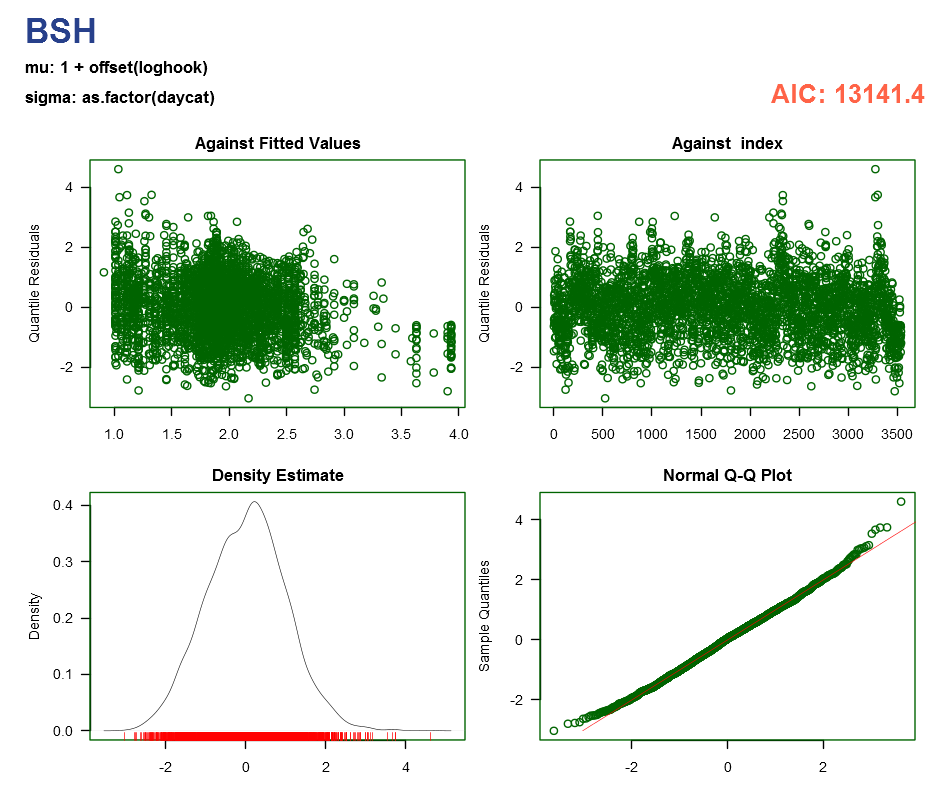 BSH
mu: 1 + offset(loghook)
sigma: as.factor(daycat)
AIC: 13141.4
Against Fitted Values
Quantile Residuals
4
2
0
-2
1.0 1.5 2.0 2.5 3.0 3.5 4.0
Against  index
Quantile Residuals
4
2
0
-2
0 500 1000 1500 2000 2500 3000 3500
Density Estimate
Density
0.4
0.3
0.2
0.1
0.0
-2 0 2 4
Normal Q-Q Plot
Sample Quantiles
4
2
0
-2
-2 0 2